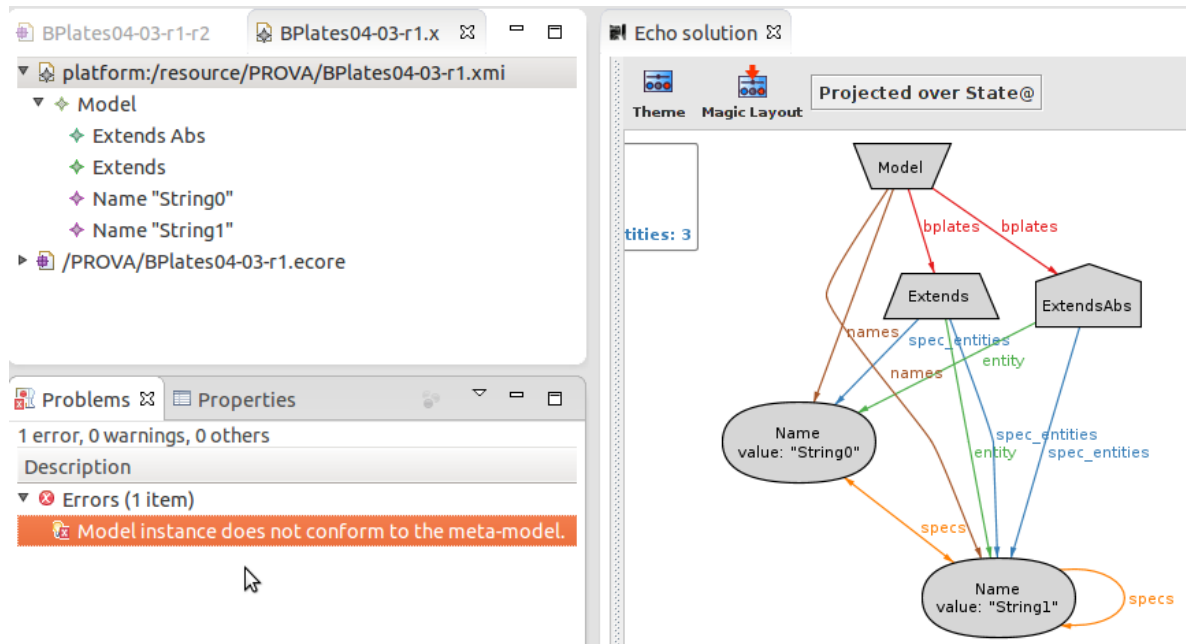 BPlates04-03-r1-r2
BPlates04-03-r1.x
platform:/resource/PROVA/BPlates04-03-r1.xmi
Model
Extends Abs
Extends
Name "String0"
Name "String1"
/PROVA/BPlates04-03-r1.ecore
Problems
Properties
1 error, 0 warnings, 0 others
Description
Errors (1 item)
Model instance does not conform to the meta-model.
Echo solution
Theme
Magic Layout
Projected over State@
tities: 3
Model
bplates
bplates
Extends
ExtendsAbs
names
spec_entities
entity
names
Name
value: "String0"
spec_entities
entity
spec_entities
specs
Name
value: "String1"
specs